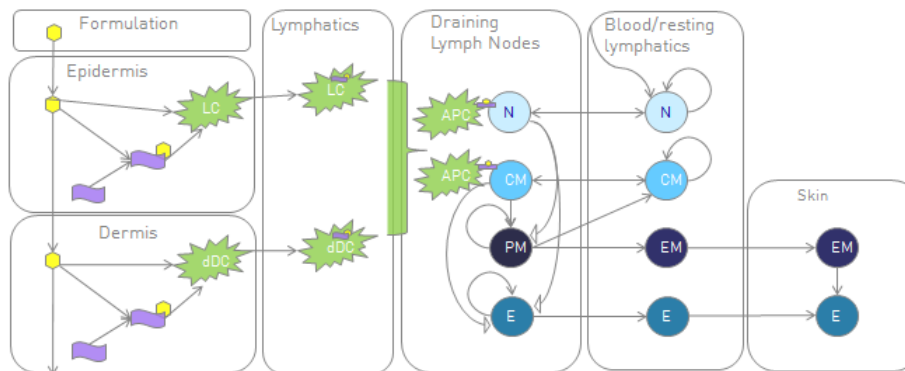 Formulation
Epidermis
LC
Dermis
dDC
Lymphatics
LC
dDC
Draining
Lymph Nodes
APC
N
APC
CM
PM
E
Blood/resting
lymphatics
N
CM
EM
E
Skin
EM
E